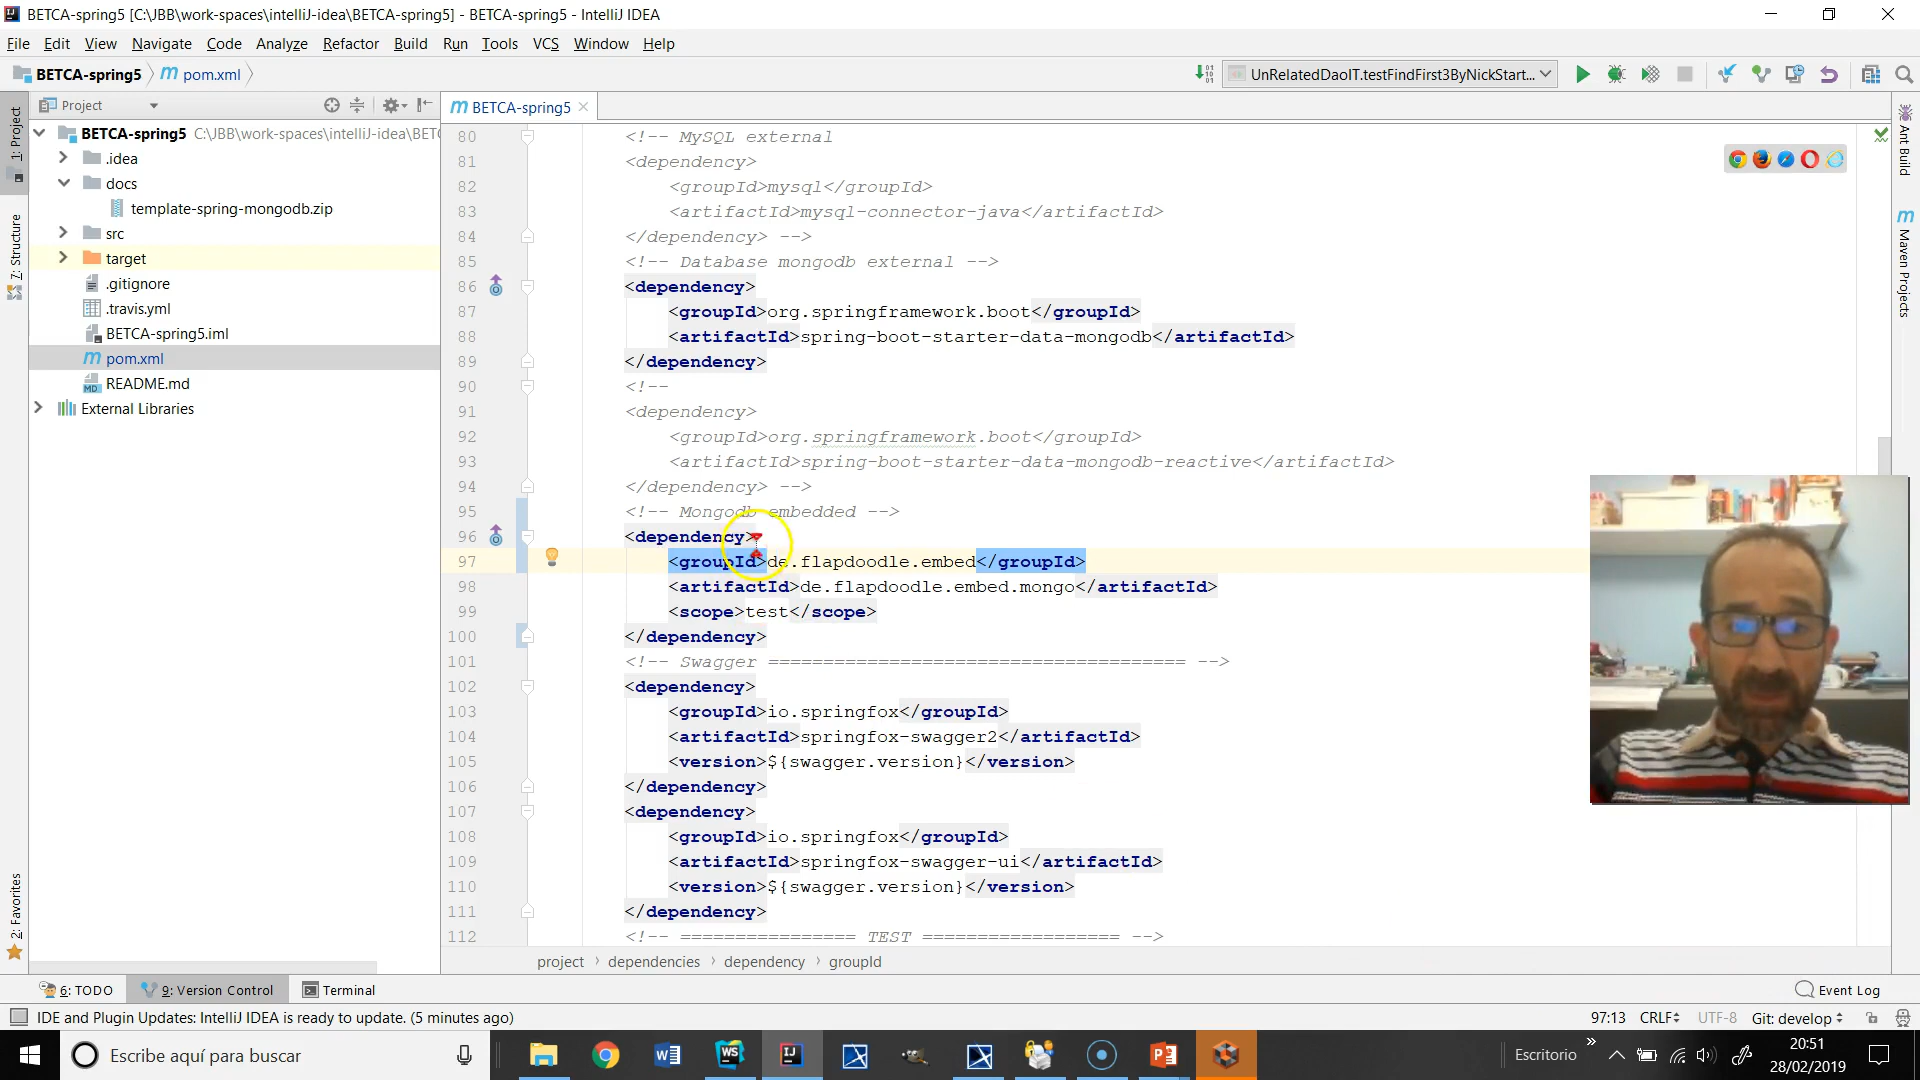 BETCA-spring5 [C:\JBB\work-spaces\intelliJ-idea\BETCA-spring5] - BETCA-spring5 - IntelliJ IDEA
File Edit View Navigate Code Analyze Refactor Build Run Tools VCS Window Help
BETCA-spring5 pom.xml UnRelatedDaoIT.testFindFirst3ByNickStart...
Project
BETCA-spring5
1: Project
7: Structure
2: Favorites
BETCA-spring5 C:\JBB\work-spaces\intelliJ-idea\BETC
.idea
docs
template-spring-mongodb.zip
src
target
.gitignore
.travis.yml
BETCA-spring5.iml
pom.xml
README.md
External Libraries
80 <!-- MySQL external
81 <dependency>
82 <groupId>mysql</groupId>
83 <artifactId>mysql-connector-java</artifactId>
84 </dependency> -->
85 <!-- Database mongodb external -->
86 <dependency>
87 <groupId>org.springframework.boot</groupId>
88 <artifactId>spring-boot-starter-data-mongodb</artifactId>
89 </dependency>
90 <!--
91 <dependency>
92 <groupId>org.springframework.boot</groupId>
93 <artifactId>spring-boot-starter-data-mongodb-reactive</artifactId>
94 </dependency> -->
95 <!-- Mongodb embedded -->
96 <dependency>
97 <groupId>de.flapdoodle.embed</groupId>
98 <artifactId>de.flapdoodle.embed.mongo</artifactId>
99 <scope>test</scope>
100 </dependency>
101 <!-- Swagger ====================================== -->
102 <dependency>
103 <groupId>io.springfox</groupId>
104 <artifactId>springfox-swagger2</artifactId>
105 <version>${swagger.version}</version>
106 </dependency>
107 <dependency>
108 <groupId>io.springfox</groupId>
109 <artifactId>springfox-swagger-ui</artifactId>
110 <version>${swagger.version}</version>
111 </dependency>
112 <!-- ================ TEST ================== -->
Ant Build
Maven Projects
project › dependencies › dependency › groupId
6: TODO 9: Version Control Terminal Event Log
IDE and Plugin Updates: IntelliJ IDEA is ready to update. (5 minutes ago) 97:13 CRLF UTF-8 Git: develop
Escribe aquí para buscar Escritorio 20:51
28/02/2019